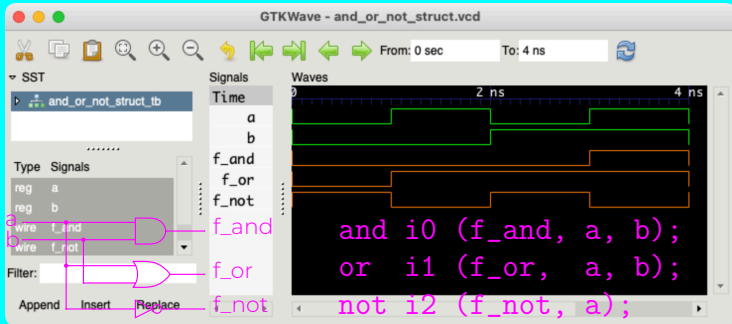 GTKWave - and_or_not_struct.vcd
From: 0 sec To: 4 ns
SST
and_or_not_struct_tb
Type Signals
reg a
reg b
wire f_and
wire f_not
Filter:
Append Insert Replace
Signals
Time
a
b
f_and
f_or
f_not
Waves
0 2 ns 4 ns
a
b
f_and
f_or
f_not
and i0 (f_and, a, b);
or i1 (f_or, a, b);
not i2 (f_not, a);